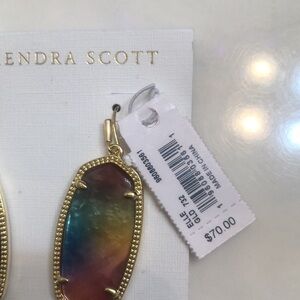 ENDRA SCOTT
MADE IN CHINA
ELLE 732
GLD
$70.00